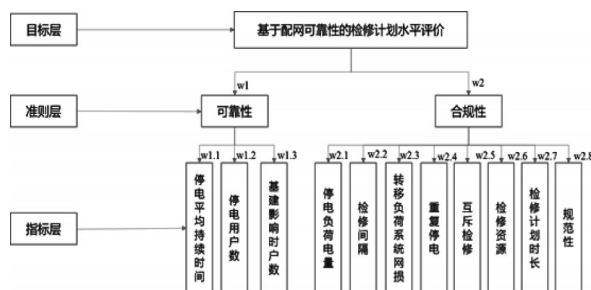 目标层
基于配网可靠性的检修计划水平评价
w1
w2
准则层
可靠性
合规性
w1.1
w1.2
w1.3
w2.1
w2.2
w2.3
w2.4
w2.5
w2.6
w2.7
w2.8
指标层
停电平均持续时间
停电用户数
基建影响时户数
停电负荷电量
检修间隔
转移负荷系统网损
重复停电
互斥检修
检修资源
检修计划时长
规范性